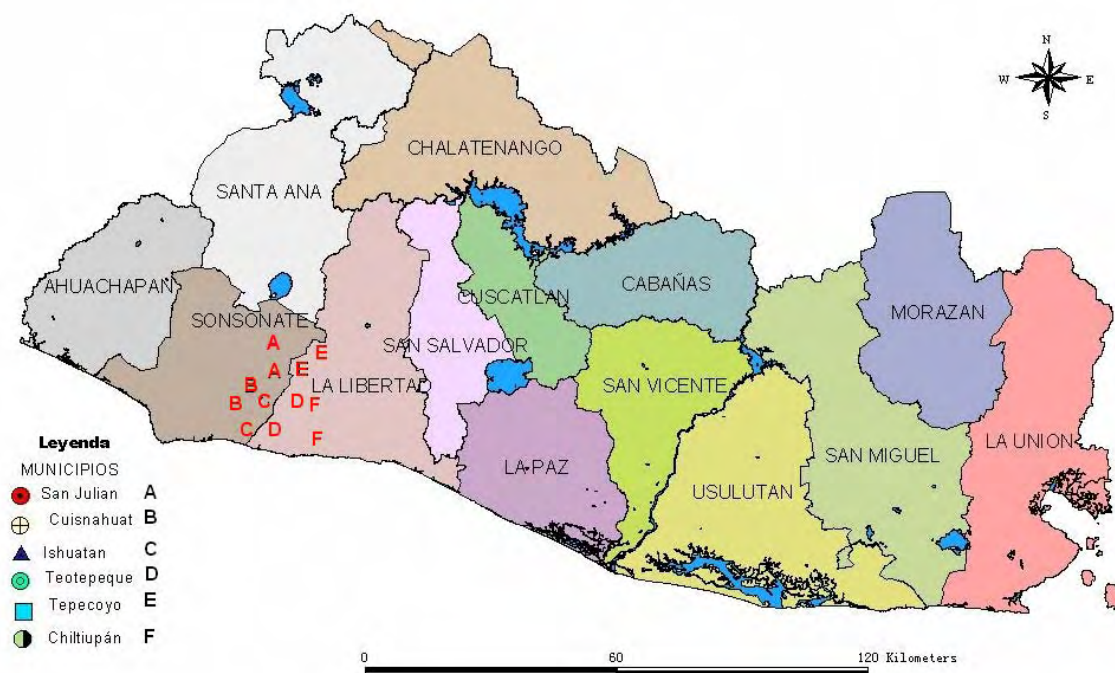 N
W E
S
CHALATENANGO
SANTA ANA
AHUACHAPAN
CABAÑAS
CUSCATLAN
MORAZAN
SONSONATE
SAN SALVADOR
A
E
A
E
LA LIBERTAD
SAN VICENTE
B
B
C
D
F
C
D
F
LA UNION
SAN MIGUEL
LA PAZ
USULUTAN
Leyenda
MUNICIPIOS
San Julian A
Cuisnahuat B
Ishuatan C
Teotepeque D
Tepecoyo E
Chiltiupán F
0 60 120 Kilometers